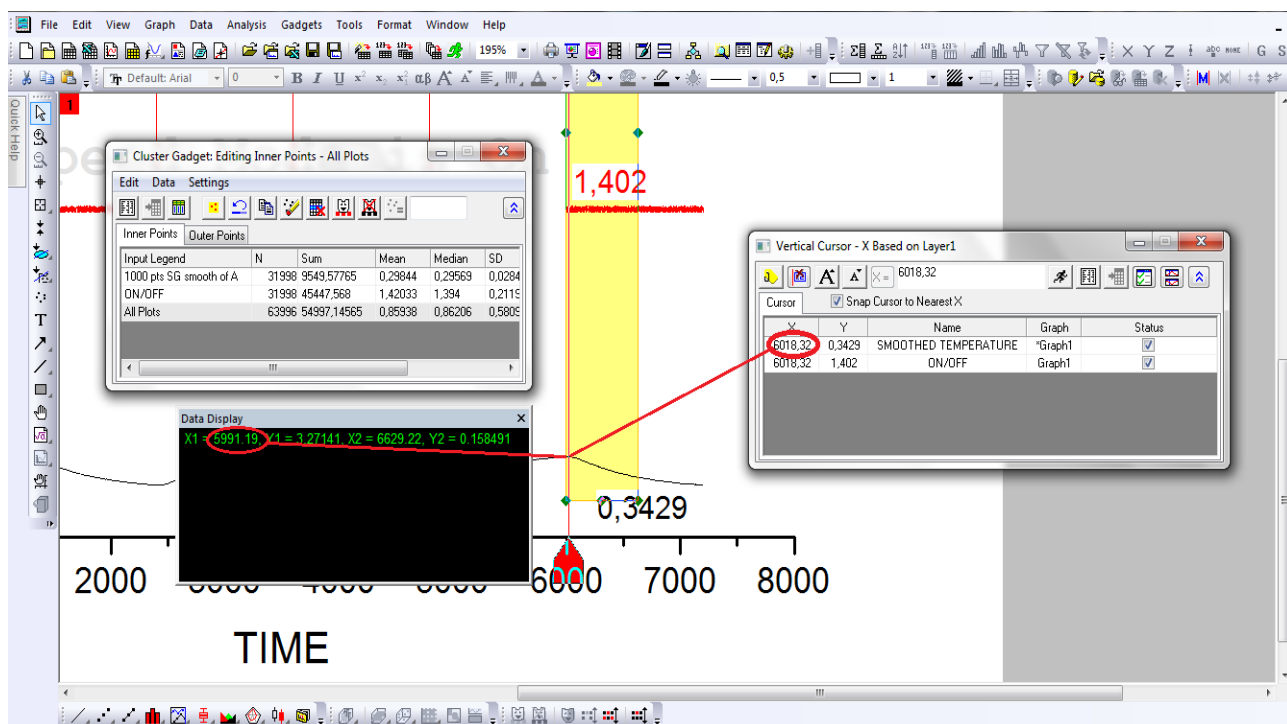 File Edit View Graph Data Analysis Gadgets Tools Format Window Help
195%
X Y Z
Default: Arial 0 B I U x² x₂ αβ A A A 0,5 1
Quick Help
1
Cluster Gadget: Editing Inner Points - All Plots
Edit Data Settings
Inner Points Outer Points
Input Legend N Sum Mean Median SD
1000 pts SG smooth of A 31998 9549,57765 0,29844 0,29569 0,0284
ON/OFF 31998 45447,568 1,42033 1,394 0,2119
All Plots 63996 54997,14565 0,85938 0,86206 0,5809
1,402
Vertical Cursor - X Based on Layer1
X = 6018,32
Cursor Snap Cursor to Nearest X
X Y Name Graph Status
6018,32 0,3429 SMOOTHED TEMPERATURE *Graph1
6018,32 1,402 ON/OFF Graph1
Data Display
X1 = 5991.19, Y1 = 3.27141, X2 = 6629.22, Y2 = 0.158491
0,3429
2000 3000 4000 5000 6000 7000 8000
TIME